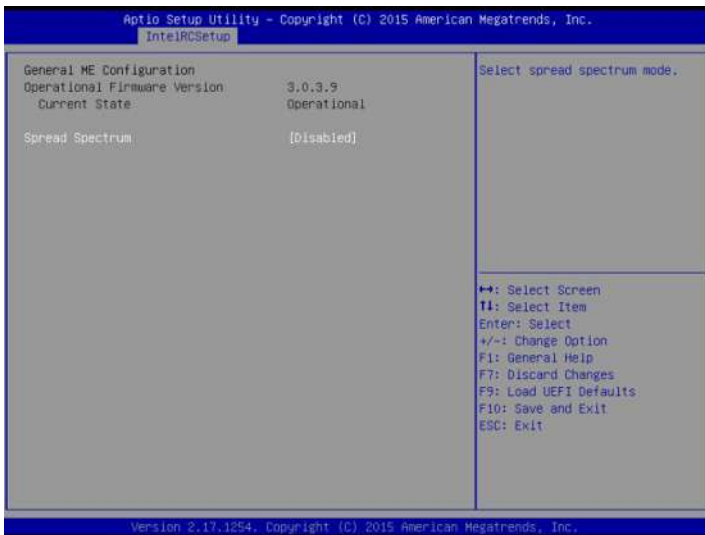 Aptio Setup Utility – Copyright (C) 2015 American Megatrends, Inc.
IntelRCSetup
General ME Configuration
Operational Firmware Version 3.0.3.9
Current State Operational
Spread Spectrum [Disabled]
Select spread spectrum mode.
↔: Select Screen
↑↓: Select Item
Enter: Select
+/-: Change Option
F1: General Help
F7: Discard Changes
F9: Load UEFI Defaults
F10: Save and Exit
ESC: Exit
Version 2.17.1254. Copyright (C) 2015 American Megatrends, Inc.